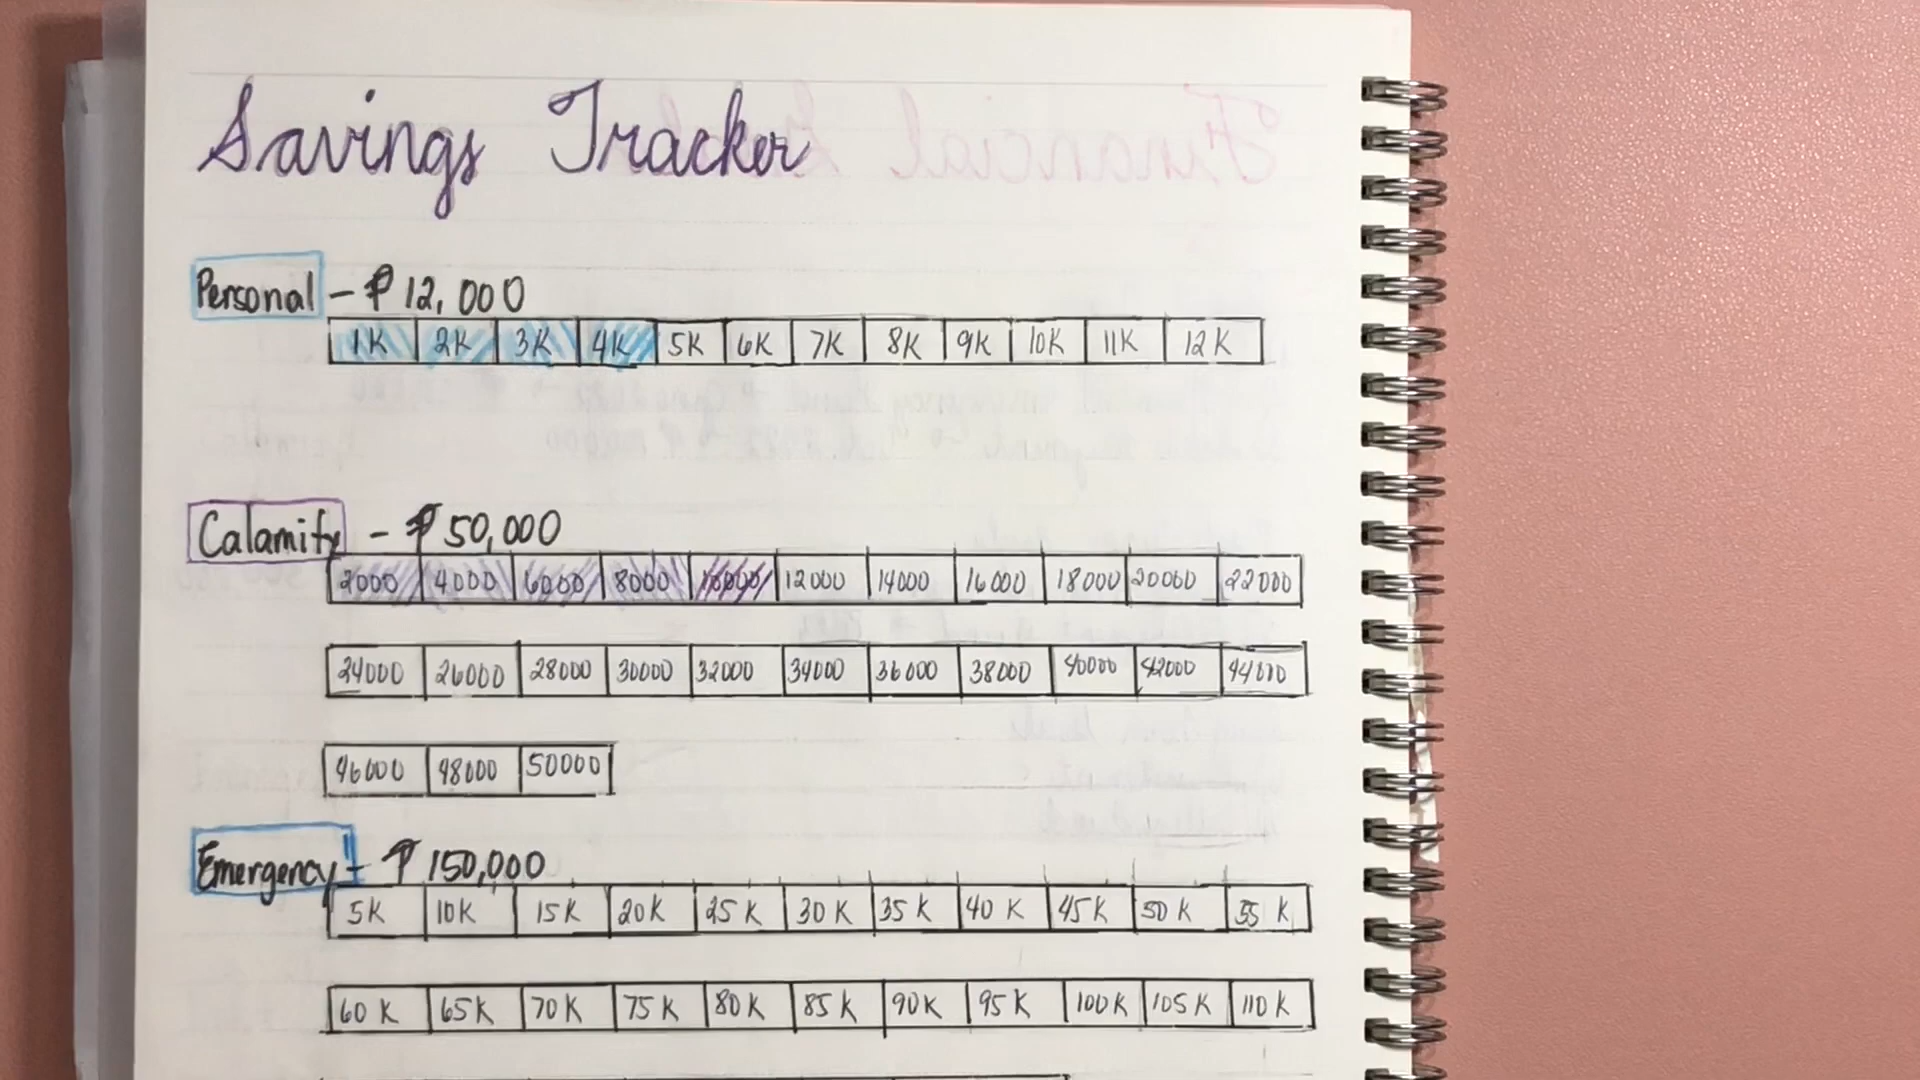 Savings Tracker
Personal - ₱12,000
1K 2K 3K 4K 5K 6K 7K 8K 9K 10K 11K 12K
Calamity - ₱50,000
2000 4000 6000 8000 10000 12000 14000 16000 18000 20000 22000
24000 26000 28000 30000 32000 34000 36000 38000 40000 42000 44000
46000 48000 50000
Emergency - ₱150,000
5K 10K 15K 20K 25K 30K 35K 40K 45K 50K 55K
60K 65K 70K 75K 80K 85K 90K 95K 100K 105K 110K